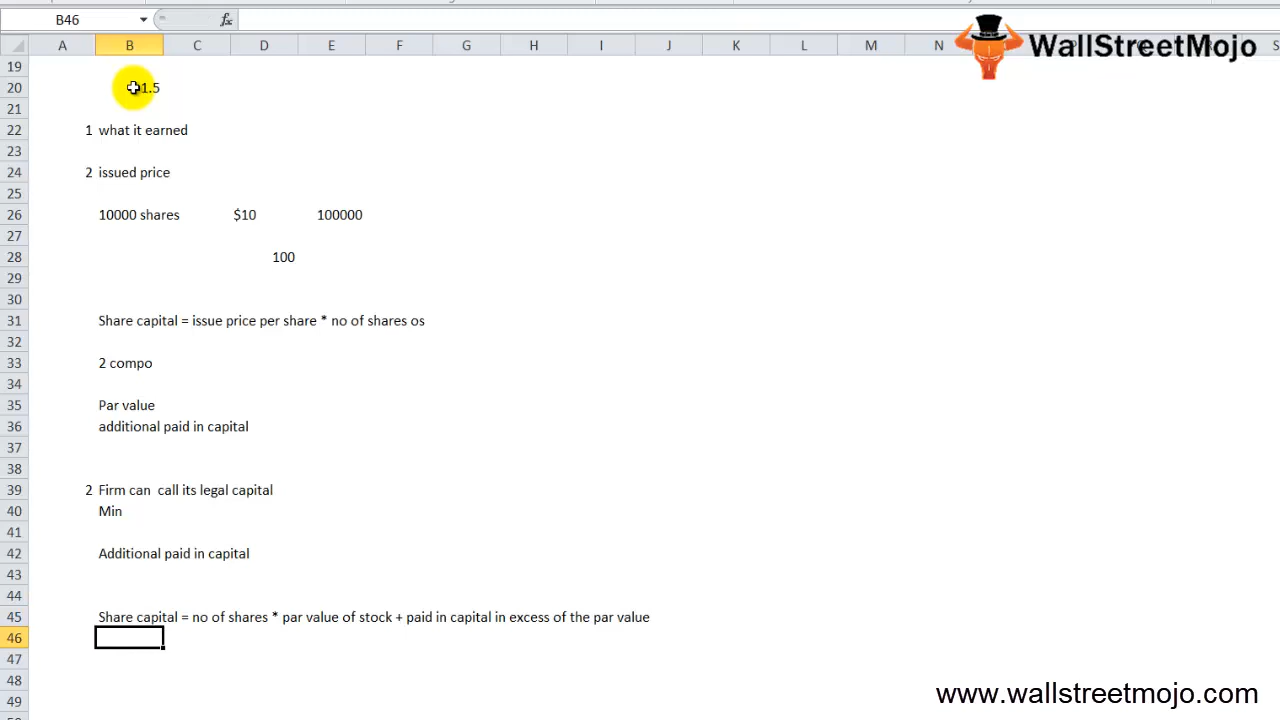 B46
fx
A B C D E F G H I J K L M N S
WallStreetMojo
19
20 1.5
21
22 1 what it earned
23
24 2 issued price
25
26 10000 shares $10 100000
27
28 100
29
30
31 Share capital = issue price per share * no of shares os
32
33 2 compo
34
35 Par value
36 additional paid in capital
37
38
39 2 Firm can call its legal capital
40 Min
41
42 Additional paid in capital
43
44
45 Share capital = no of shares * par value of stock + paid in capital in excess of the par value
46
47
48
49
www.wallstreetmojo.com